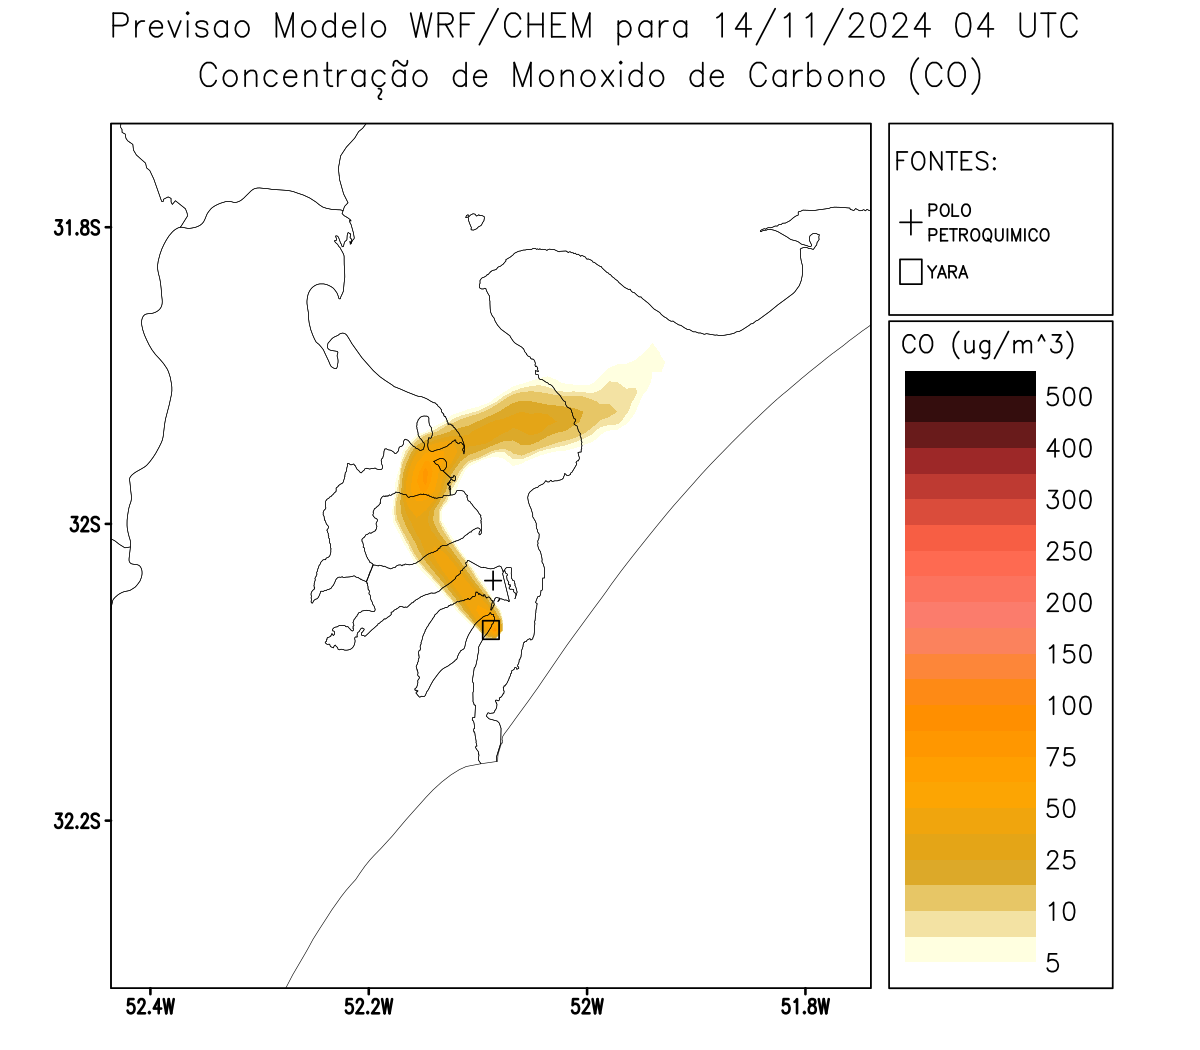 Previsao Modelo WRF/CHEM para 14/11/2024 04 UTC
Concentração de Monoxido de Carbono (CO)
FONTES:
POLO
PETROQUIMICO
YARA
CO (ug/m^3)
500
400
300
250
200
150
100
75
50
25
10
5
31.8S
32S
32.2S
52.4W
52.2W
52W
51.8W